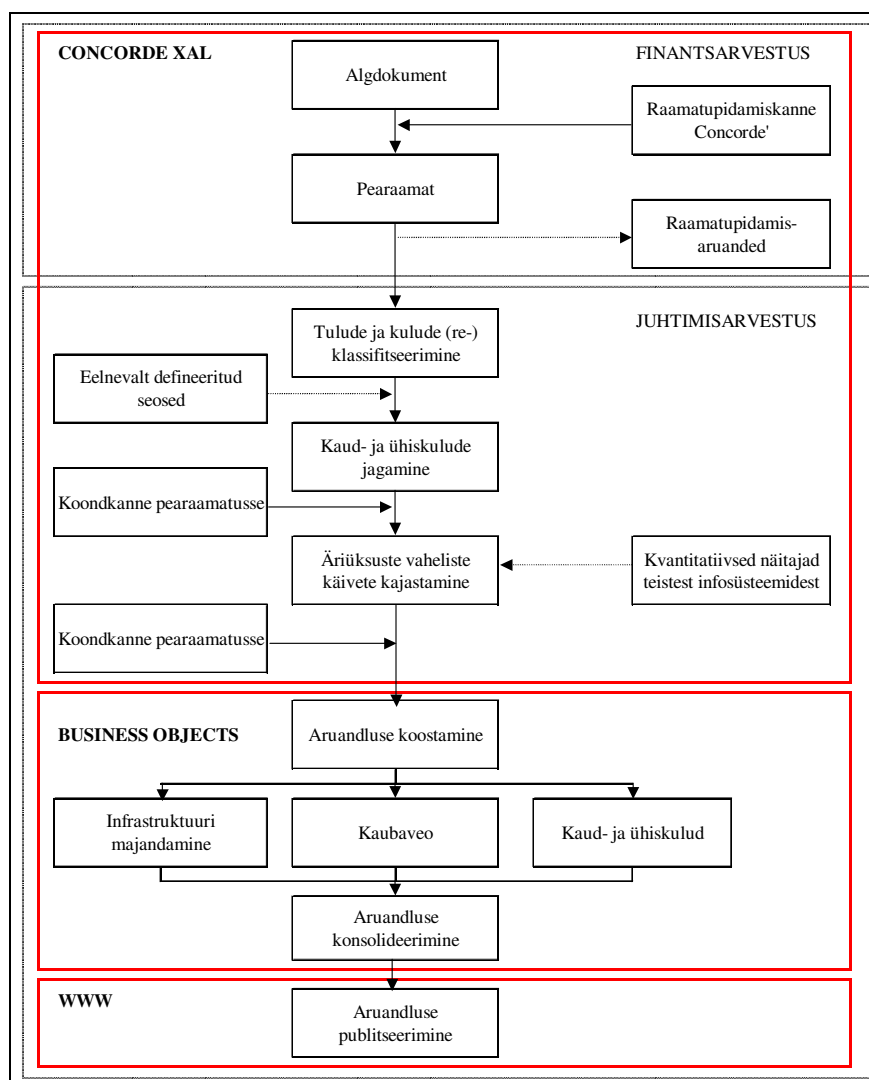 CONCORDE XAL
FINANTSARVESTUS
Algdokument
Raamatupidamiskanne
Concorde'
Pearaamat
Raamatupidamis-
aruanded
JUHTIMISARVESTUS
Tulude ja kulude (re-)
klassifitseerimine
Eelnevalt defineeritud
seosed
Kaud- ja ühiskulude
jagamine
Koondkanne pearaamatusse
Äriüksuste vaheliste
käivete kajastamine
Kvantitatiivsed näitajad
teistest infosüsteemidest
Koondkanne pearaamatusse
BUSINESS OBJECTS
Aruandluse koostamine
Infrastruktuuri
majandamine
Kaubaveo
Kaud- ja ühiskulud
Aruandluse
konsolideerimine
WWW
Aruandluse
publitseerimine